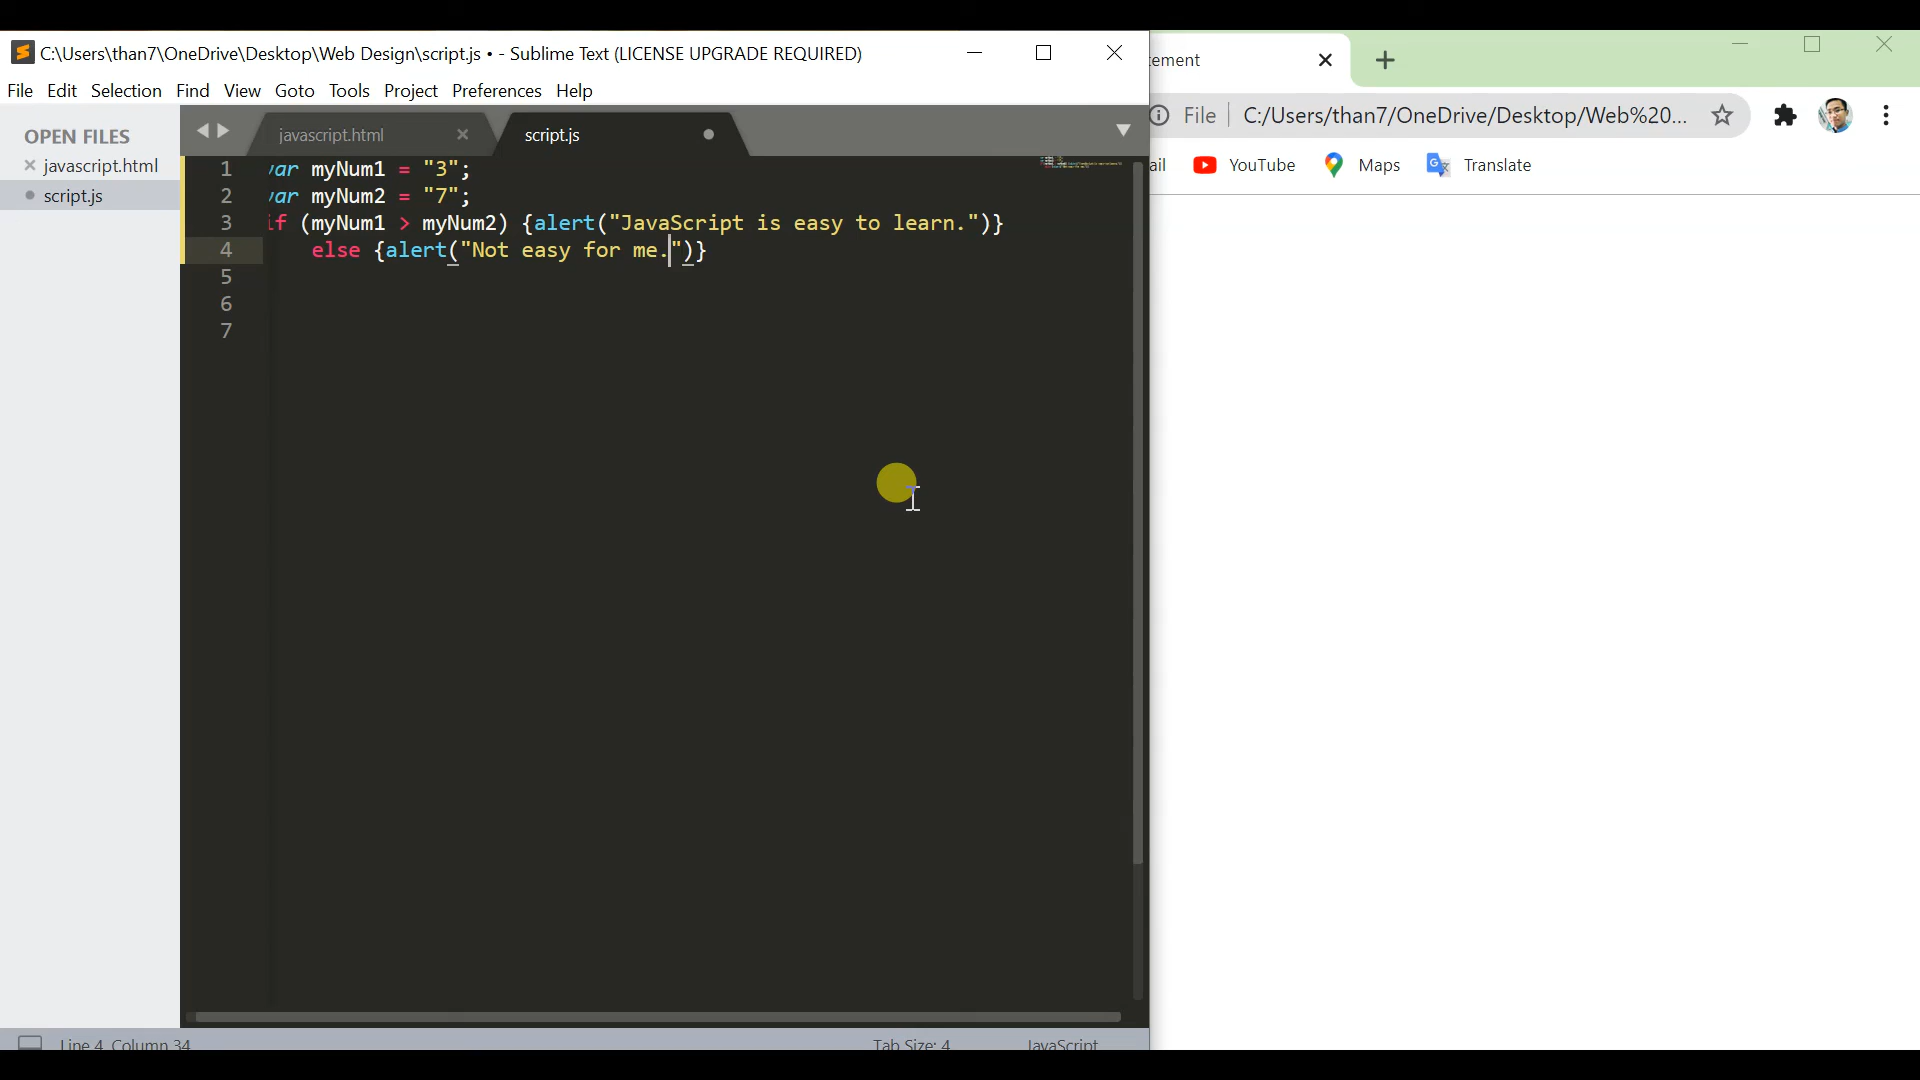 C:\Users\than7\OneDrive\Desktop\Web Design\script.js • - Sublime Text (LICENSE UPGRADE REQUIRED)
File Edit Selection Find View Goto Tools Project Preferences Help
OPEN FILES
javascript.html
script.js
javascript.html
script.js
1 var myNum1 = "3";
2 var myNum2 = "7";
3 if (myNum1 > myNum2) {alert("JavaScript is easy to learn.")}
4 else {alert("Not easy for me.")}
5
6
7
Line 4, Column 34
Tab Size: 4
JavaScript
tement
File C:/Users/than7/OneDrive/Desktop/Web%20...
ail YouTube Maps Translate